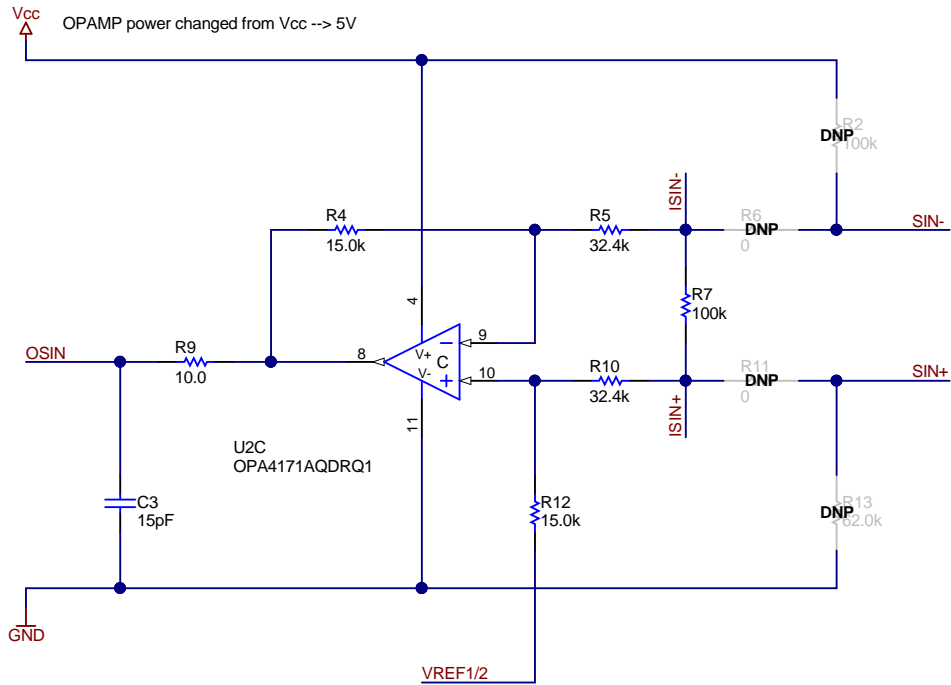 Vcc
OPAMP power changed from Vcc --> 5V
R2
DNP
100k
ISIN-
R4
15.0k
R5
32.4k
R6
DNP
0
SIN-
R7
100k
4
9
V+
C
V-
8
10
11
OSIN
R9
10.0
R10
32.4k
R11
DNP
0
SIN+
ISIN+
U2C
OPA4171AQDRQ1
C3
15pF
R12
15.0k
R13
DNP
62.0k
GND
VREF1/2